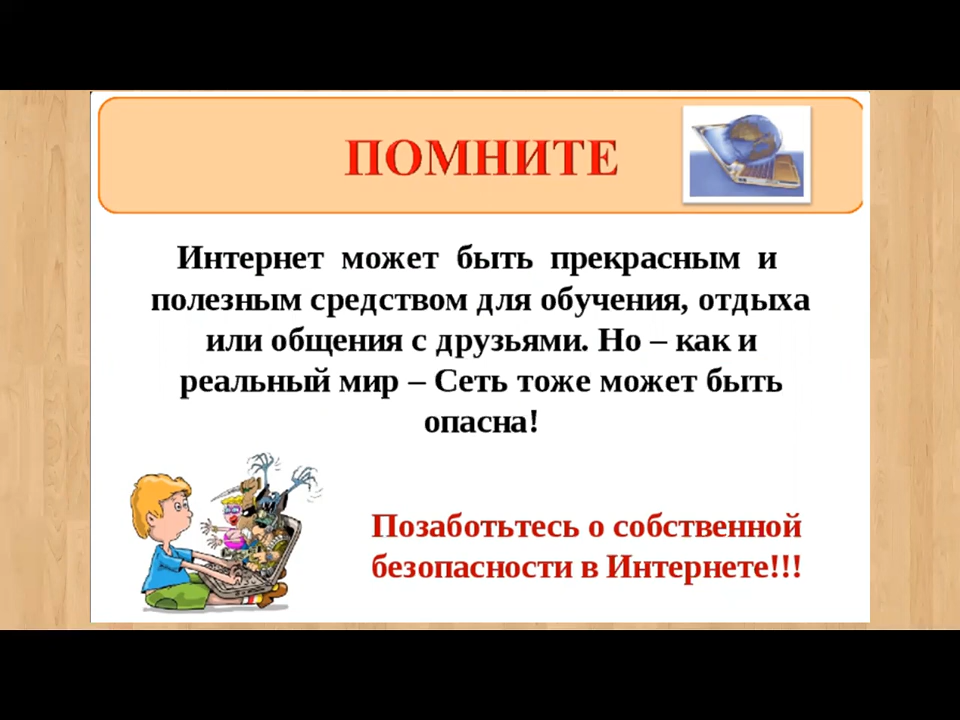 ПОМНИТЕ
Интернет может быть прекрасным и
полезным средством для обучения, отдыха
или общения с друзьями. Но – как и
реальный мир – Сеть тоже может быть
опасна!
Позаботьтесь о собственной
безопасности в Интернете!!!